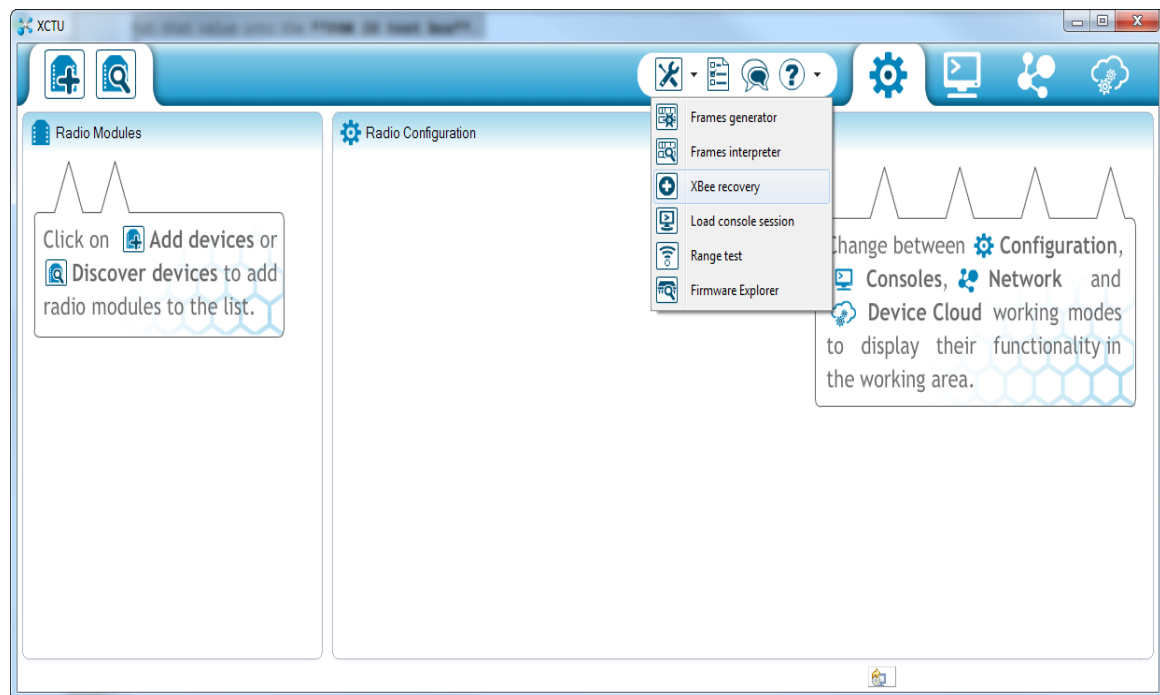 XCTU
Radio Modules
Radio Configuration
Frames generator
Frames interpreter
XBee recovery
Load console session
Range test
Firmware Explorer
Click on Add devices or
Discover devices to add
radio modules to the list.
Change between Configuration,
Consoles, Network and
Device Cloud working modes
to display their functionality in
the working area.